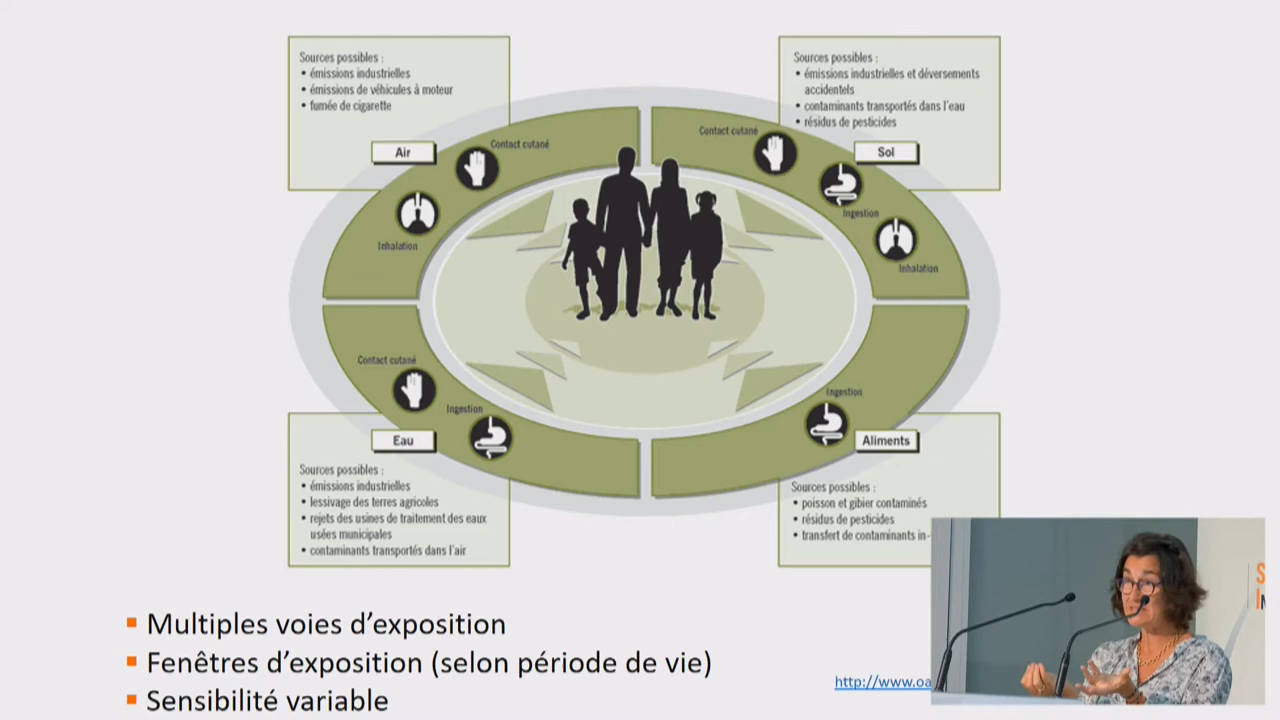 Sources possibles :
• émissions industrielles
• émissions de véhicules à moteur
• fumée de cigarette
Air
Contact cutané
Inhalation
Sources possibles :
• émissions industrielles et déversements
accidentels
• contaminants transportés dans l'eau
• résidus de pesticides
Contact cutané
Sol
Ingestion
Inhalation
Contact cutané
Ingestion
Eau
Sources possibles :
• émissions industrielles
• lessivage des terres agricoles
• rejets des usines de traitement des eaux
usées municipales
• contaminants transportés dans l'air
Ingestion
Aliments
Sources possibles :
• poisson et gibier contaminés
• résidus de pesticides
• transfert de contaminants in-
▪ Multiples voies d'exposition
▪ Fenêtres d'exposition (selon période de vie)
▪ Sensibilité variable
http://www.oa